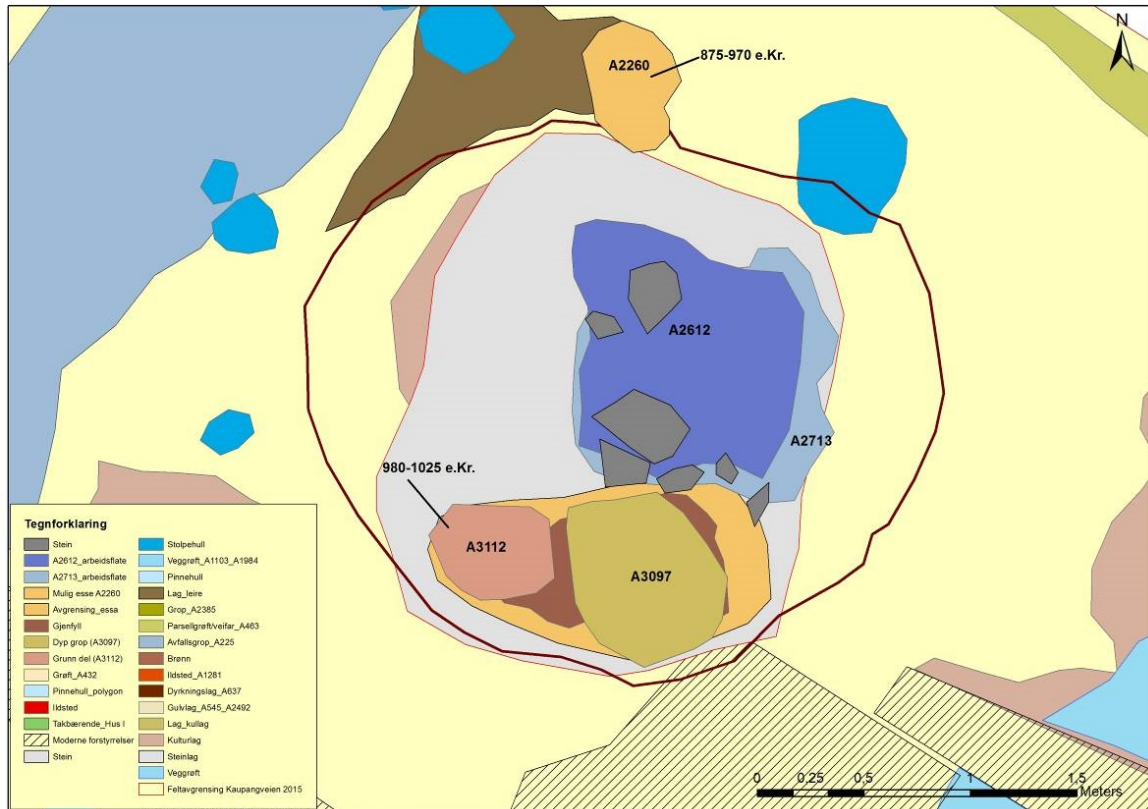 N
A2260
875-970 e.Kr.
A2612
A2713
980-1025 e.Kr.
A3112
A3097
Tegnforklaring
Stein
A2612_arbeidsflate
A2713_arbeidsflate
Mulig esse A2260
Avgrensing_essa
Gjenfyll
Dyp grop (A3097)
Grunn del (A3112)
Grøft_A432
Pinnehull_polygon
Ildsted
Takbærende_Hus I
Moderne forstyrrelser
Stein
Stolpehull
Veggrøft_A1103_A1984
Pinnehull
Lag_leire
Grop_A2385
Parsellgrøft/veifar_A463
Avfallsgrop_A225
Brønn
Ildsted_A1281
Dyrkningslag_A637
Gulvlag_A545_A2492
Lag_kullag
Kulturlag
Steinlag
Veggrøft
Feltavgrensing Kaupangveien 2015
0 0,25 0,5 1 1,5
Meters